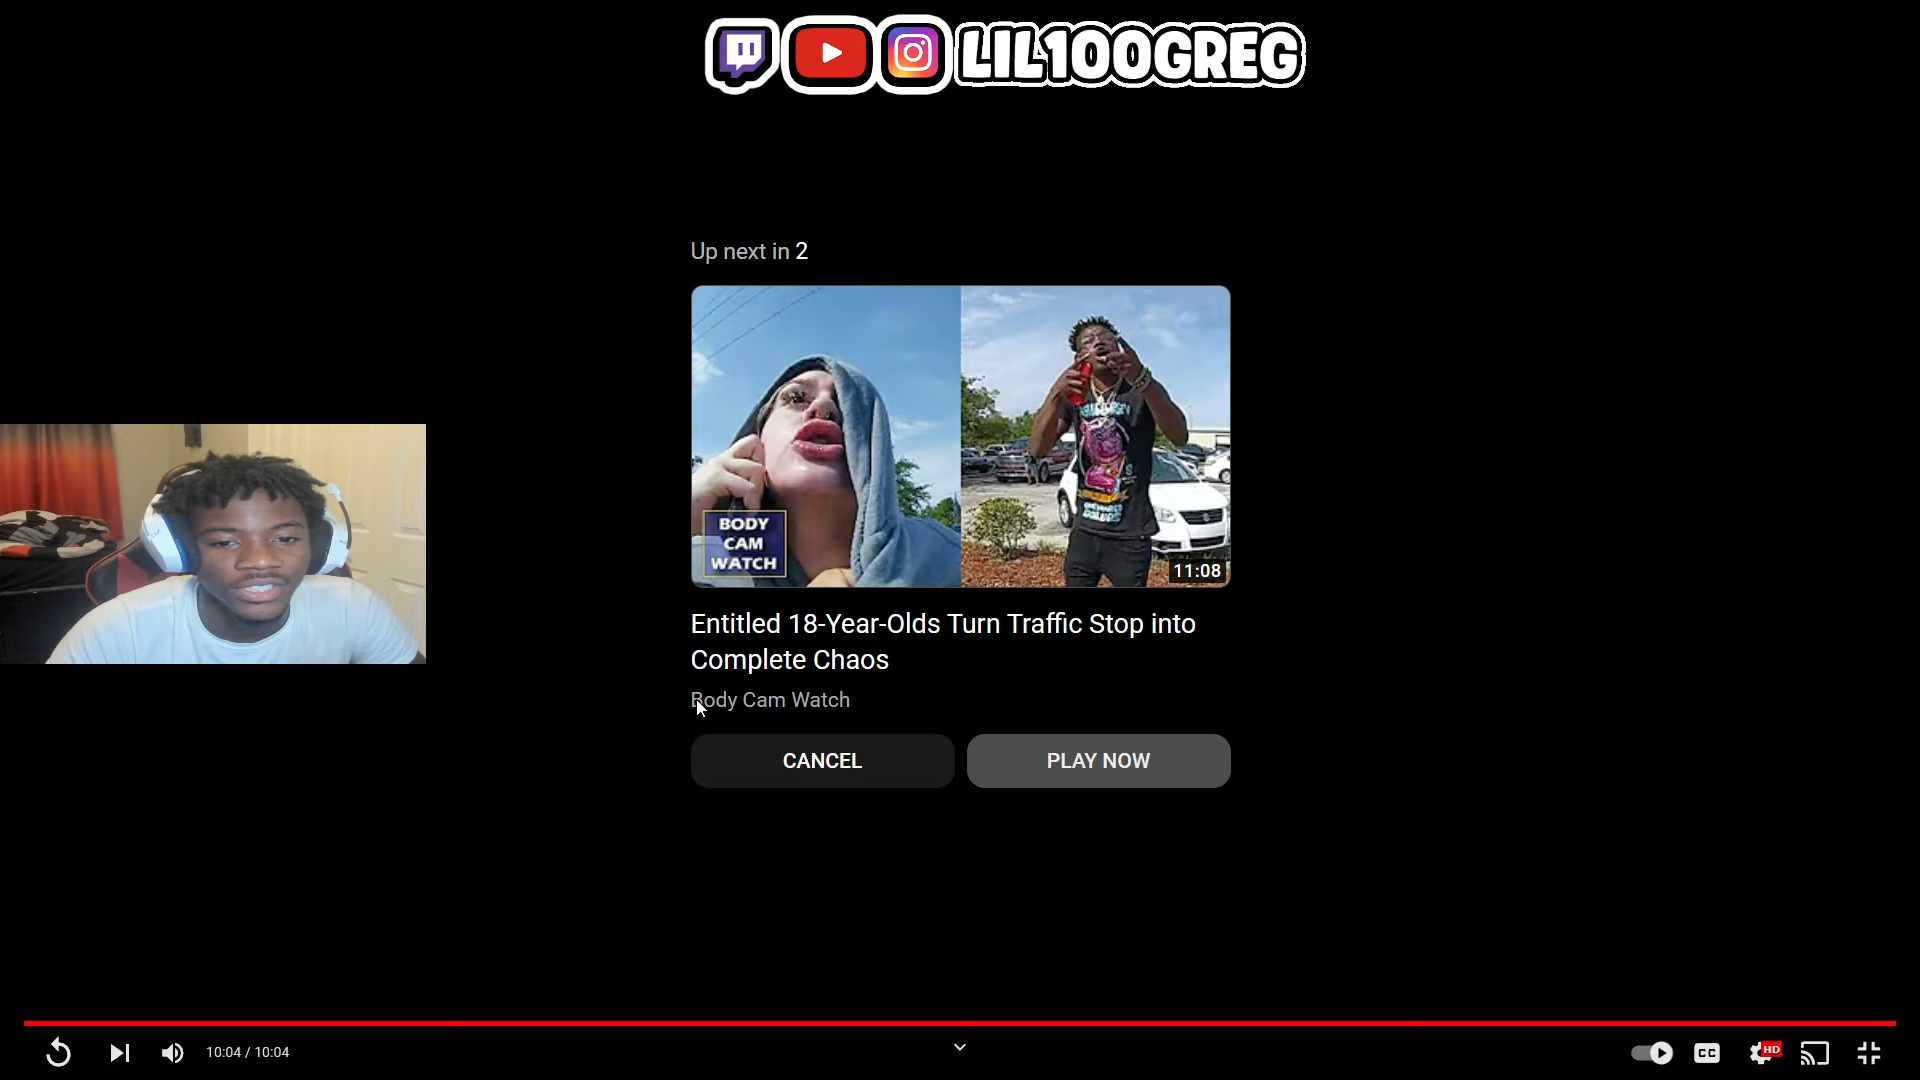 LIL100GREG
Up next in 2
BODY
CAM
WATCH
11:08
Entitled 18-Year-Olds Turn Traffic Stop into
Complete Chaos
Body Cam Watch
CANCEL
PLAY NOW
10:04 / 10:04
CC
HD